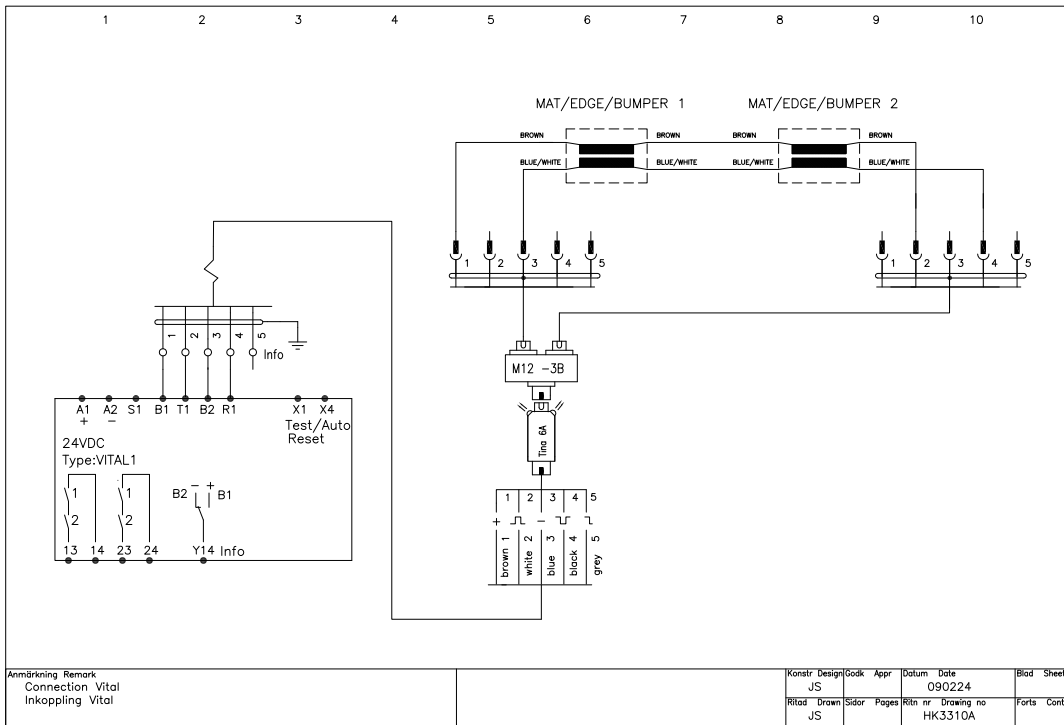 1 2 3 4 5 6 7 8 9 10
MAT/EDGE/BUMPER 1 MAT/EDGE/BUMPER 2
BROWN BROWN BROWN BROWN
BLUE/WHITE BLUE/WHITE BLUE/WHITE BLUE/WHITE
1 2 3 4 5 1 2 3 4 5
1 2 3 4 5
Info
M12 -3B
A1 A2 S1 B1 T1 B2 R1 X1 X4
+ -
Test/Auto
Reset
Tina 6A
24VDC
Type:VITAL1
1 1 B2 - + B1
2 2
13 14 23 24 Y14 Info
1 2 3 4 5
+ -
brown 1
white 2
blue 3
black 4
grey 5
Anmärkning Remark
Connection Vital
Inkoppling Vital
Konstr Design Godk Appr Datum Date Blad Sheet
JS 090224
Ritad Drawn Sidor Pages Ritn nr Drawing no Forts
JS HK3310A